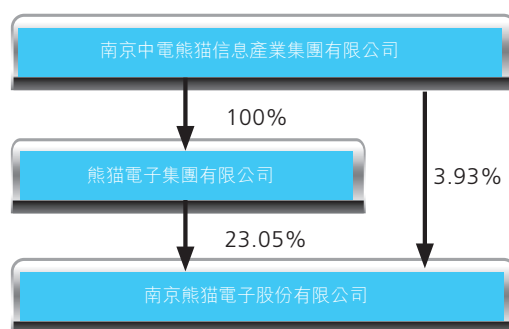 南京中電熊猫信息產業集團有限公司
100%
熊猫電子集團有限公司
3.93%
23.05%
南京熊猫電子股份有限公司